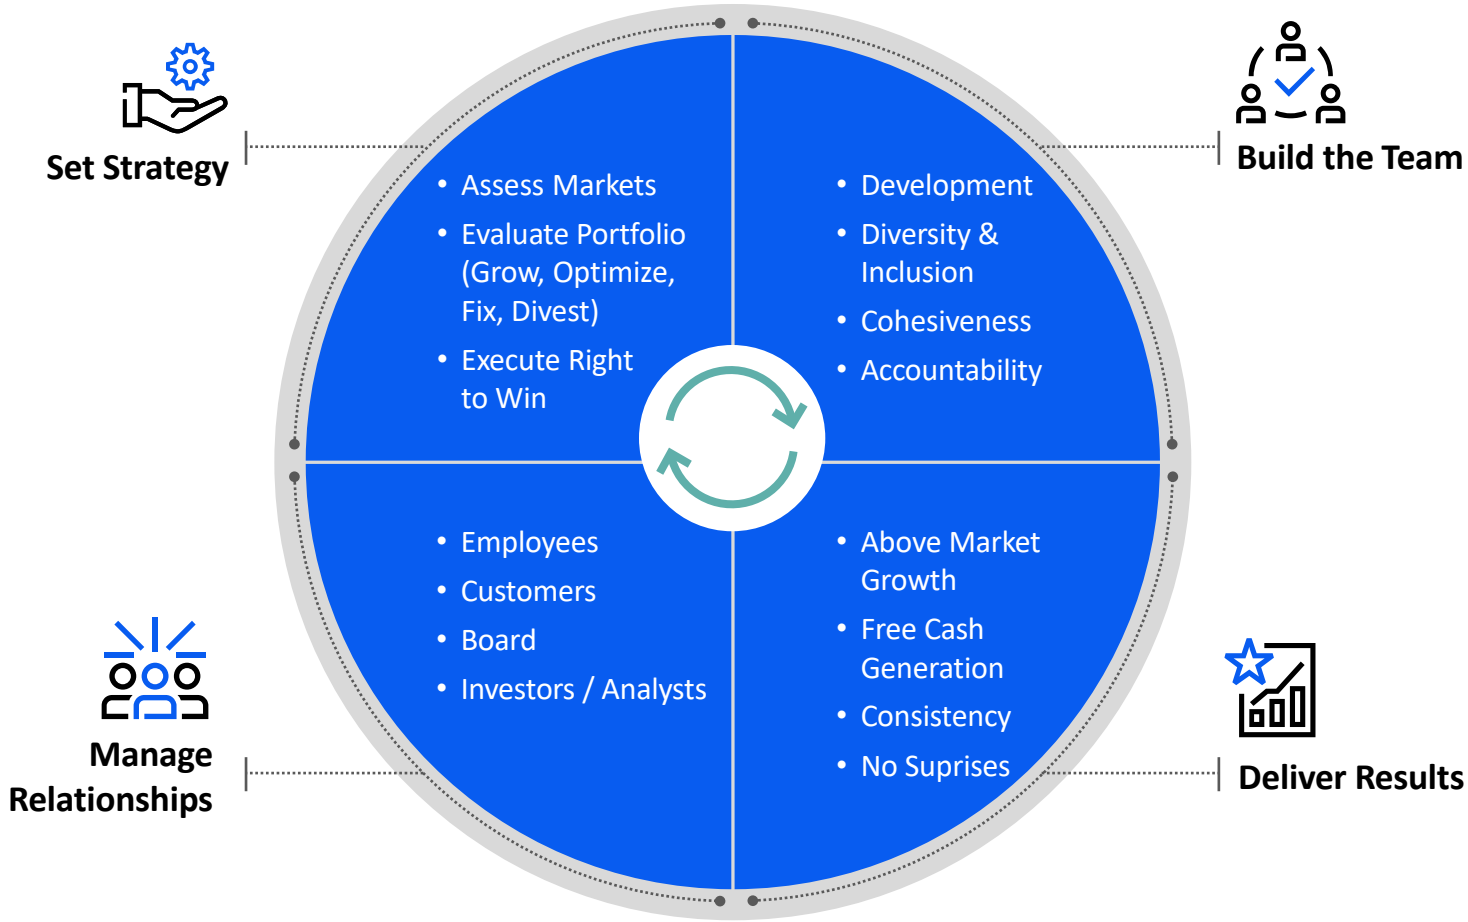 Set Strategy
• Assess Markets
• Evaluate Portfolio
(Grow, Optimize,
Fix, Divest)
• Execute Right
to Win
Build the Team
• Development
• Diversity &
Inclusion
• Cohesiveness
• Accountability
Manage
Relationships
• Employees
• Customers
• Board
• Investors / Analysts
Deliver Results
• Above Market
Growth
• Free Cash
Generation
• Consistency
• No Suprises